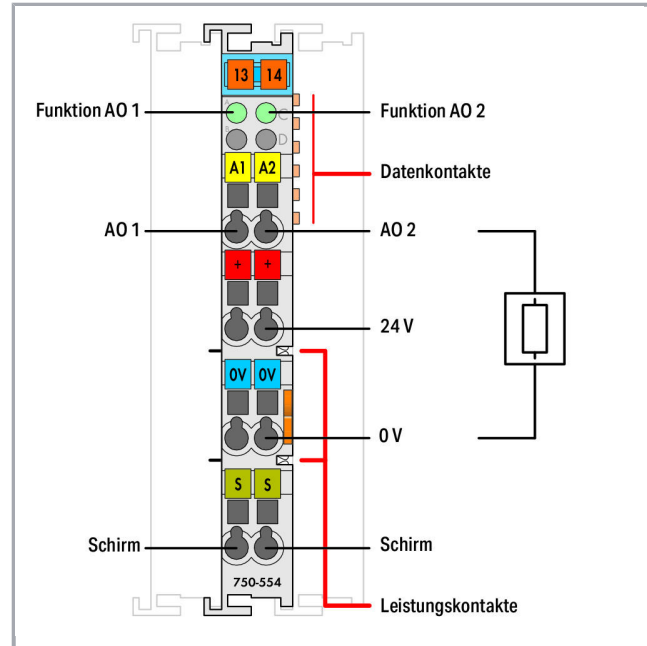 13 14
Funktion AO 1
A
C
Funktion AO 2
B
D
A1 A2
Datenkontakte
AO 1
AO 2
+ +
24 V
0V 0V
0 V
S S
Schirm
Schirm
750-554
Leistungskontakte